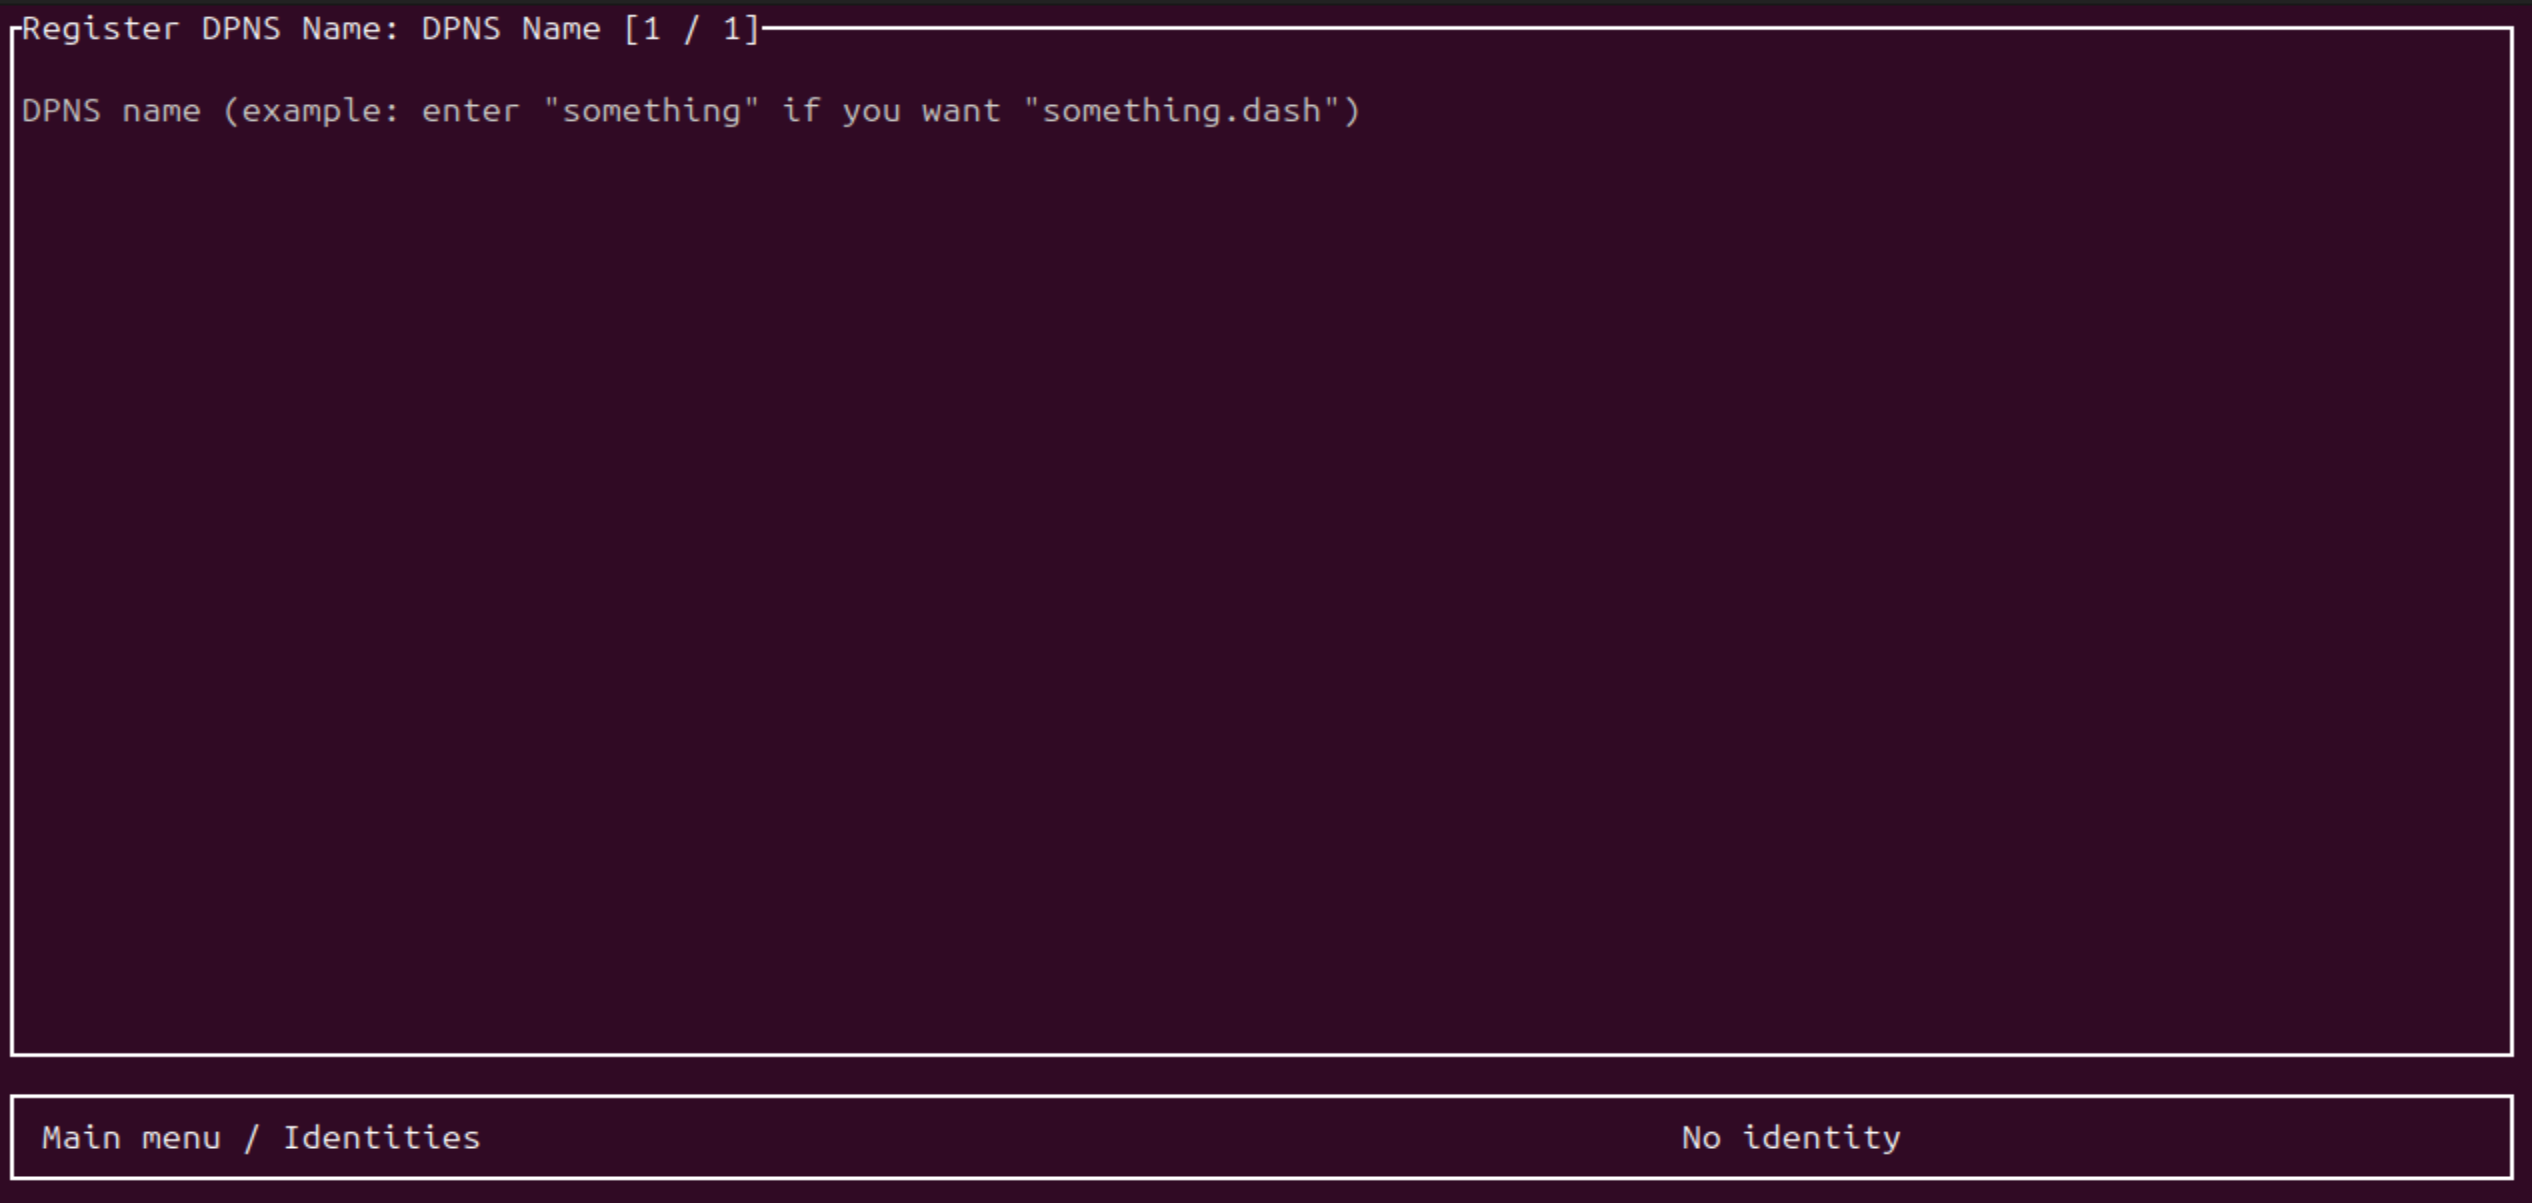 Register DPNS Name: DPNS Name [1 / 1]
DPNS name (example: enter "something" if you want "something.dash")
Main menu / Identities
No identity